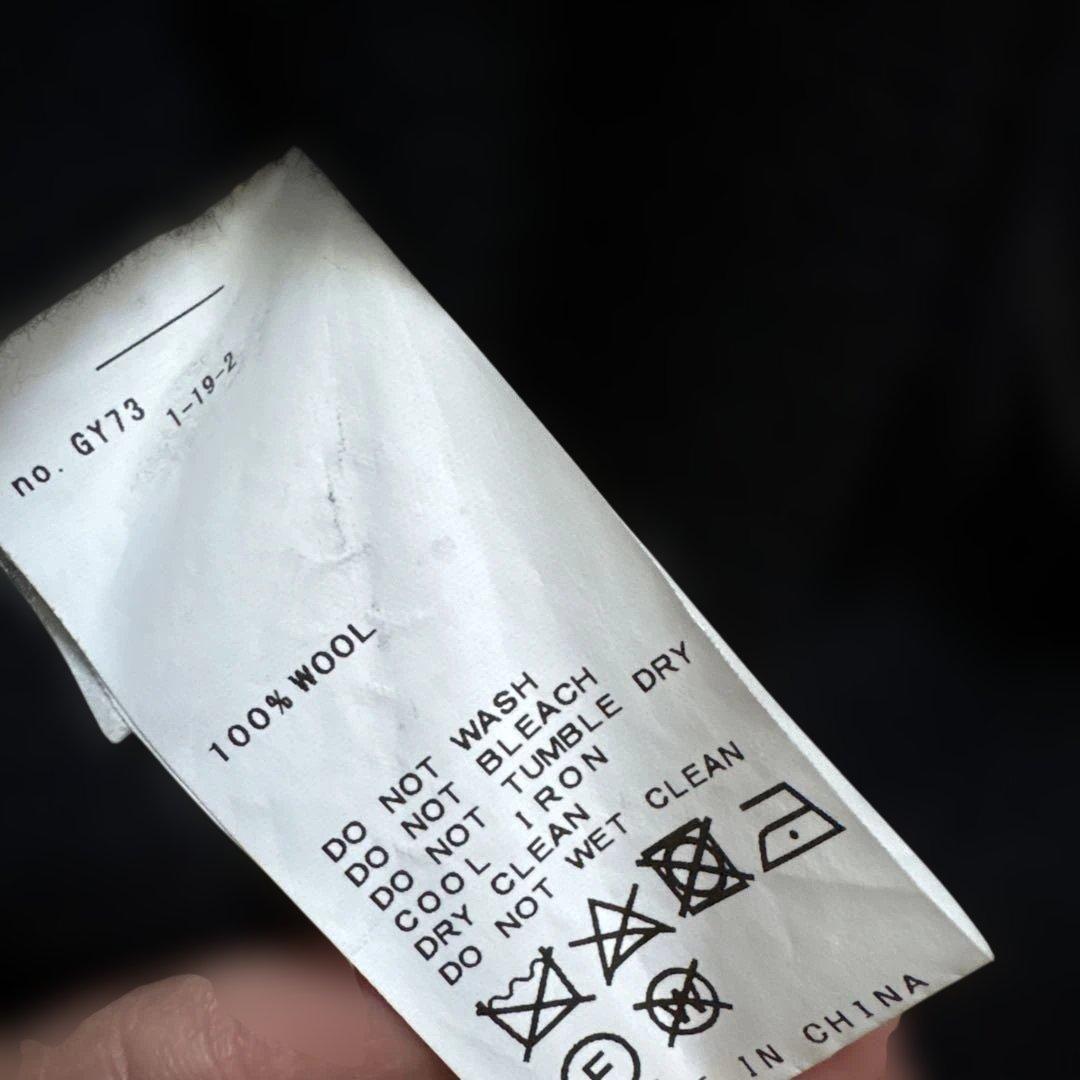 no. GY73
1-19-2
100% WOOL
DO NOT WASH
DO NOT BLEACH
DO NOT TUMBLE DRY
COOL IRON
DRY CLEAN
DO NOT WET CLEAN
W
F
IN CHINA